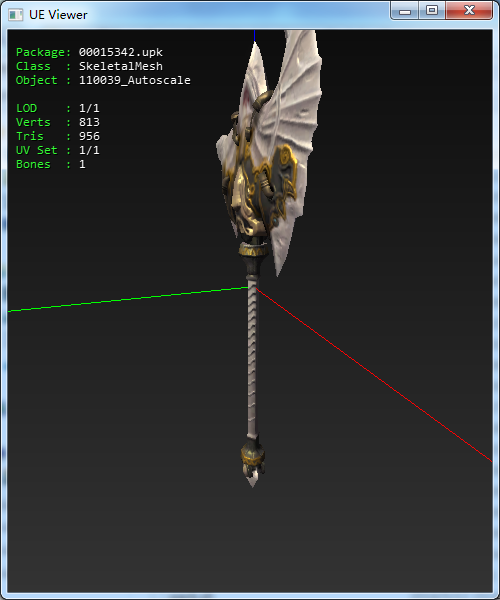 UE Viewer
Package: 00015342.upk
Class  : SkeletalMesh
Object : 110039_Autoscale
LOD    : 1/1
Verts  : 813
Tris   : 956
UV Set : 1/1
Bones  : 1